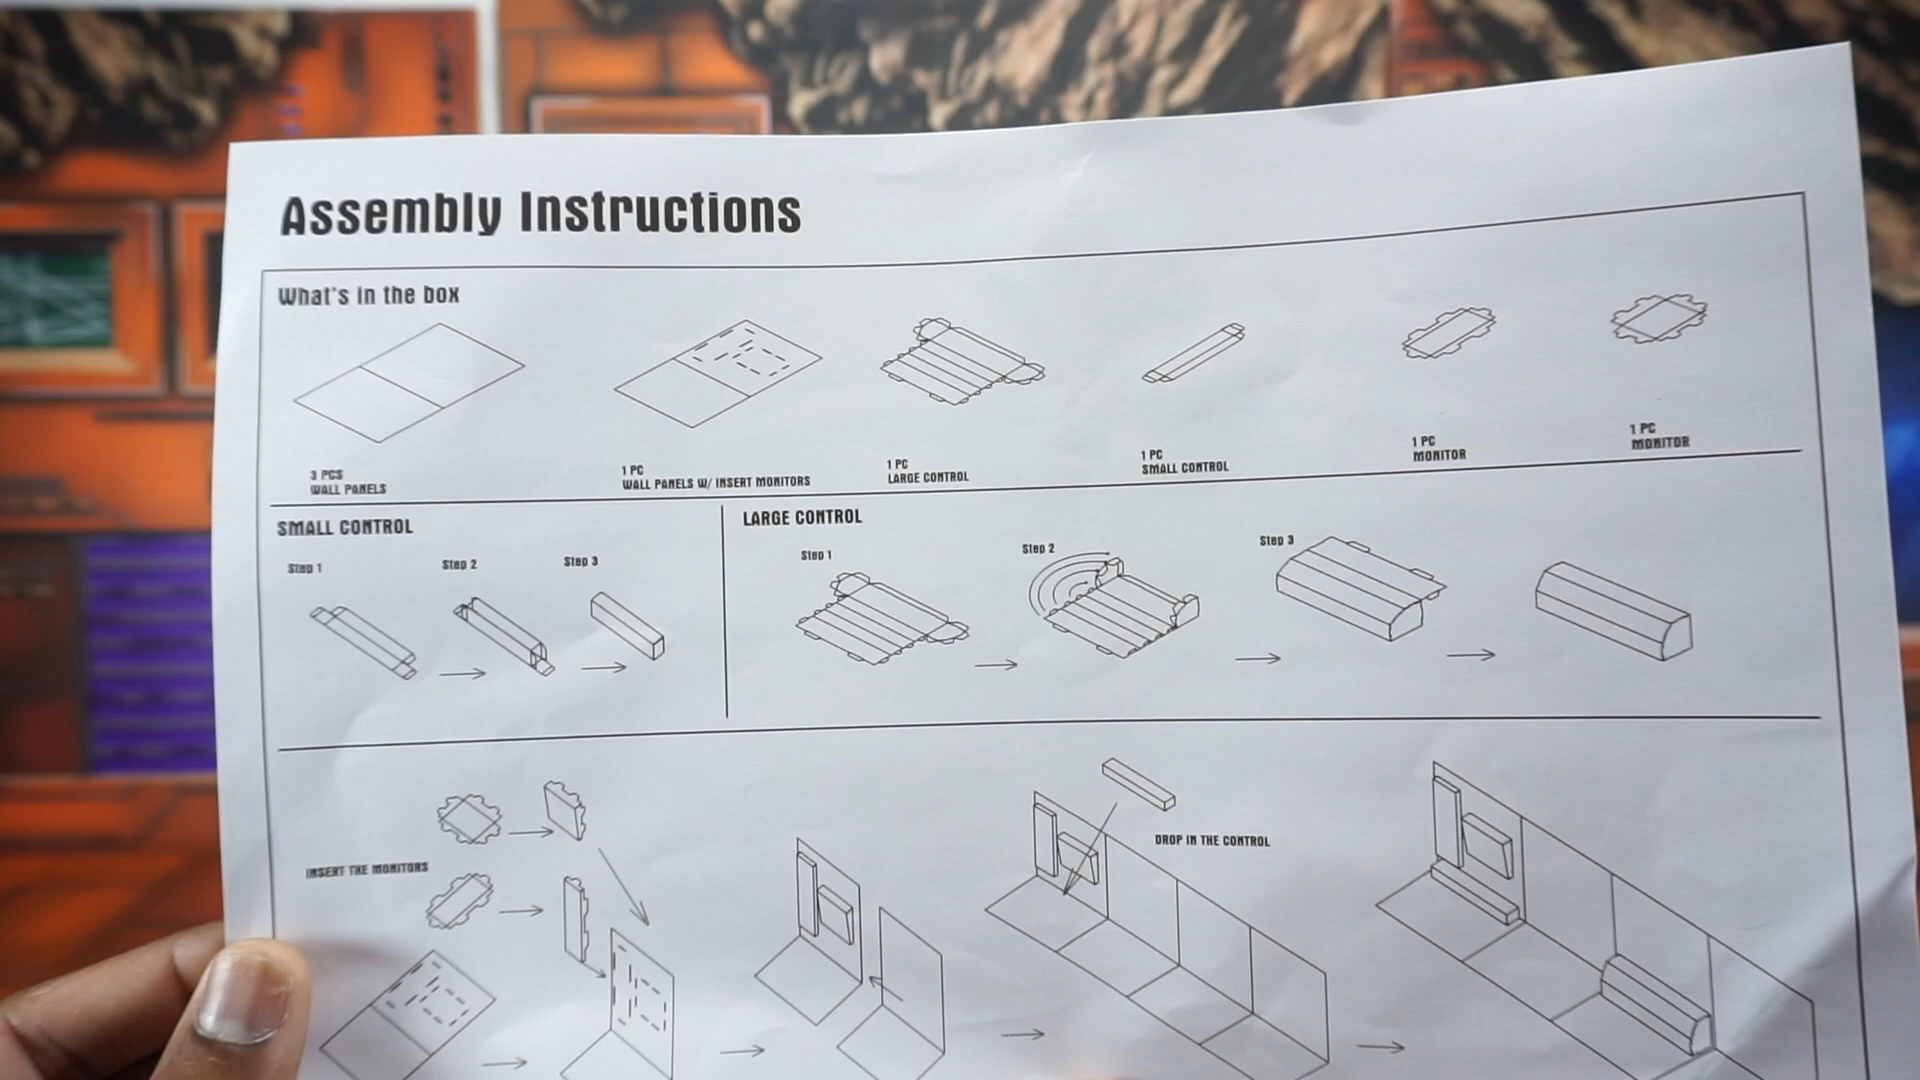 Assembly Instructions
What's in the box
3 PCS
WALL PANELS
1 PC
WALL PANELS W/ INSERT MONITORS
1 PC
LARGE CONTROL
1 PC
SMALL CONTROL
1 PC
MONITOR
1 PC
MONITOR
SMALL CONTROL
Step 1
Step 2
Step 3
LARGE CONTROL
Step 1
Step 2
Step 3
INSERT THE MONITORS
DROP IN THE CONTROL